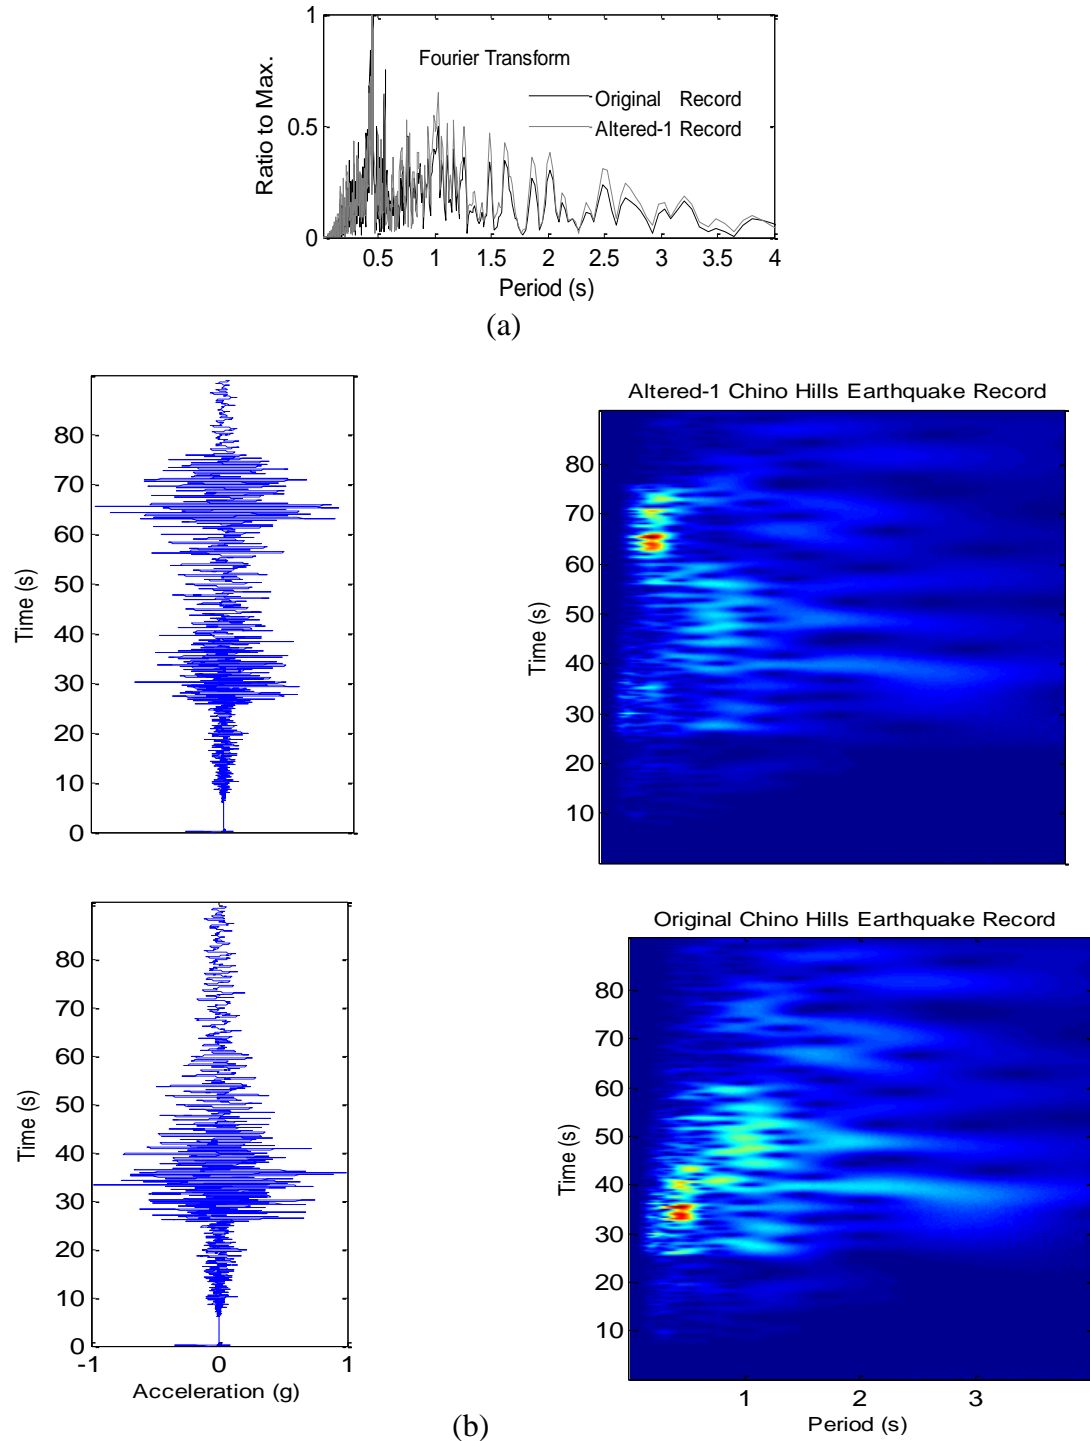 1
Fourier Transform
Original Record
Altered-1 Record
Ratio to Max.
0.5
0
0.5 1 1.5 2 2.5 3 3.5 4
Period (s)
(a)
80
70
60
50
40
30
20
10
0
Time (s)
Altered-1 Chino Hills Earthquake Record
80
70
60
50
40
30
20
10
Time (s)
80
70
60
50
40
30
20
10
0
Time (s)
-1 0 1
Acceleration (g)
Original Chino Hills Earthquake Record
80
70
60
50
40
30
20
10
Time (s)
1 2 3
Period (s)
(b)